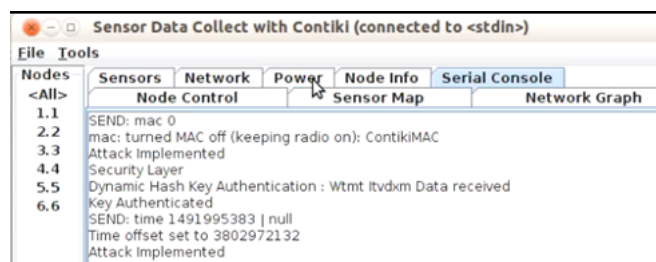 Sensor Data Collect with Contiki (connected to <stdin>)
File Tools
Nodes
<All>
1.1
2.2
3.3
4.4
5.5
6.6
Sensors Network Power Node Info Serial Console
Node Control Sensor Map Network Graph
SEND: mac 0
mac: turned MAC off (keeping radio on): ContikiMAC
Attack Implemented
Security Layer
Dynamic Hash Key Authentication : Wtmt Itvdxm Data received
Key Authenticated
SEND: time 1491995383 | null
Time offset set to 3802972132
Attack Implemented